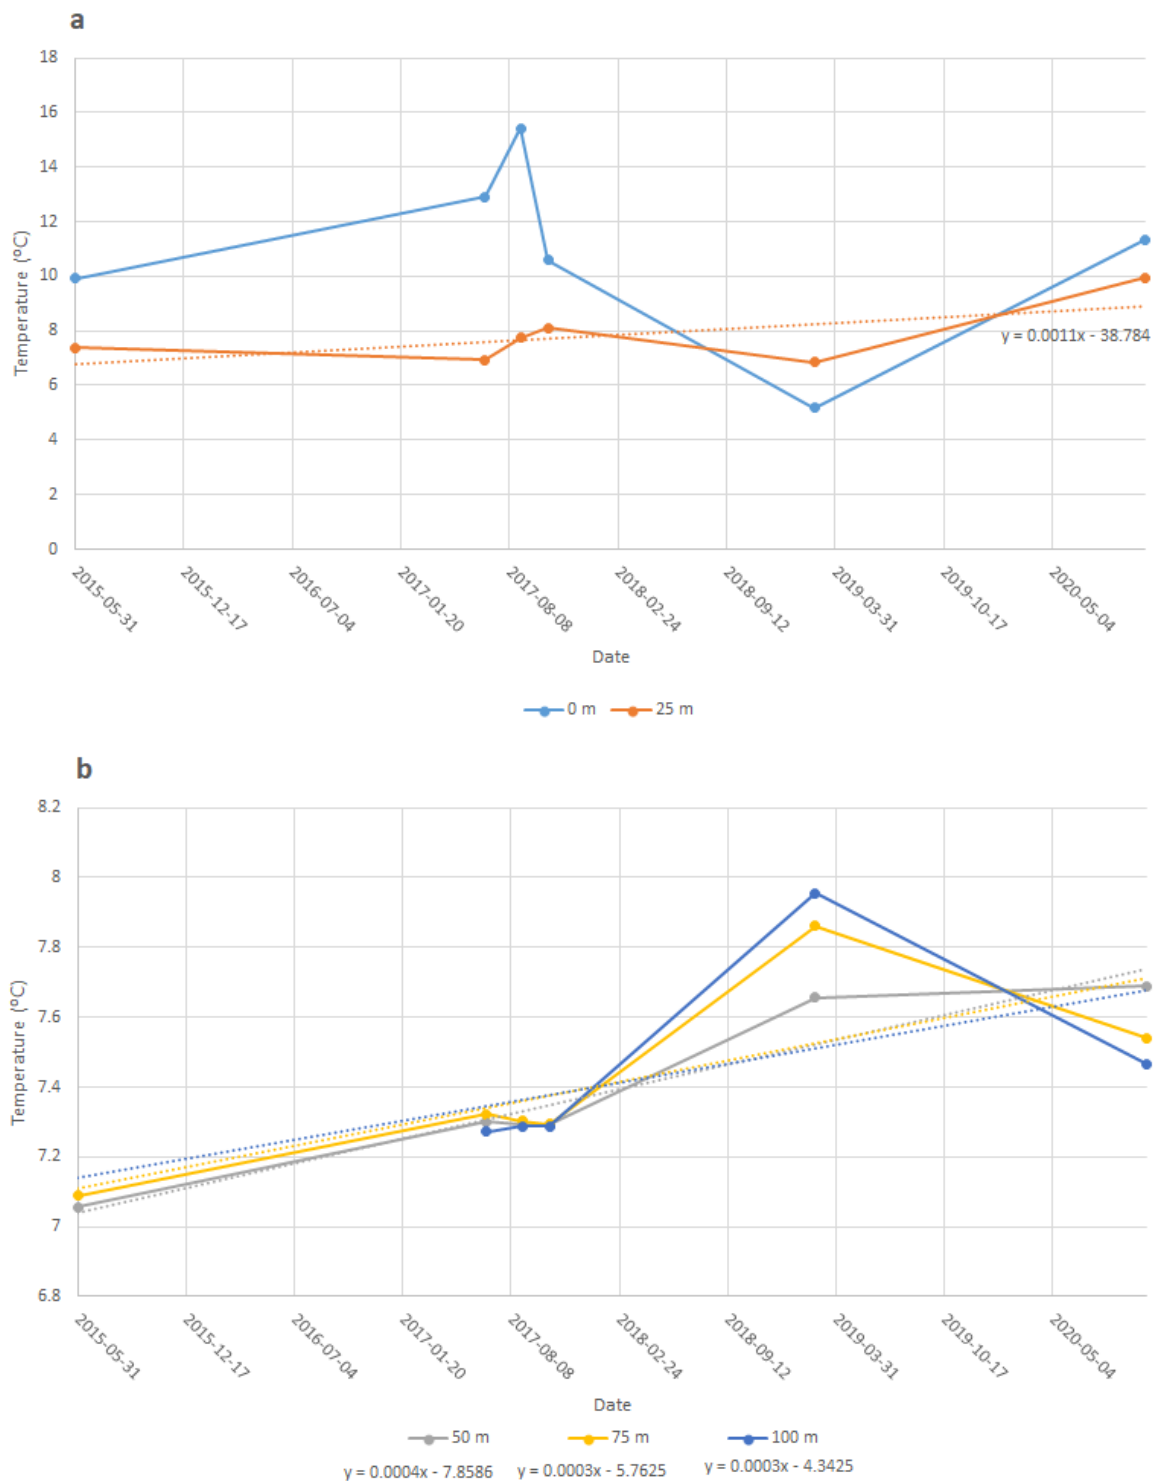 a
18
16
14
12
10
8
6
4
2
0
Temperature (ºC)
y = 0.0011x - 38.784
2015-05-31 2015-12-17 2016-07-04 2017-01-20 2017-08-08 2018-02-24 2018-09-12 2019-03-31 2019-10-17 2020-05-04
Date
0 m 25 m
b
8.2
8
7.8
7.6
7.4
7.2
7
6.8
Temperature (ºC)
2015-05-31 2015-12-17 2016-07-04 2017-01-20 2017-08-08 2018-02-24 2018-09-12 2019-03-31 2019-10-17 2020-05-04
Date
50 m 75 m 100 m
y = 0.0004x - 7.8586 y = 0.0003x - 5.7625 y = 0.0003x - 4.3425